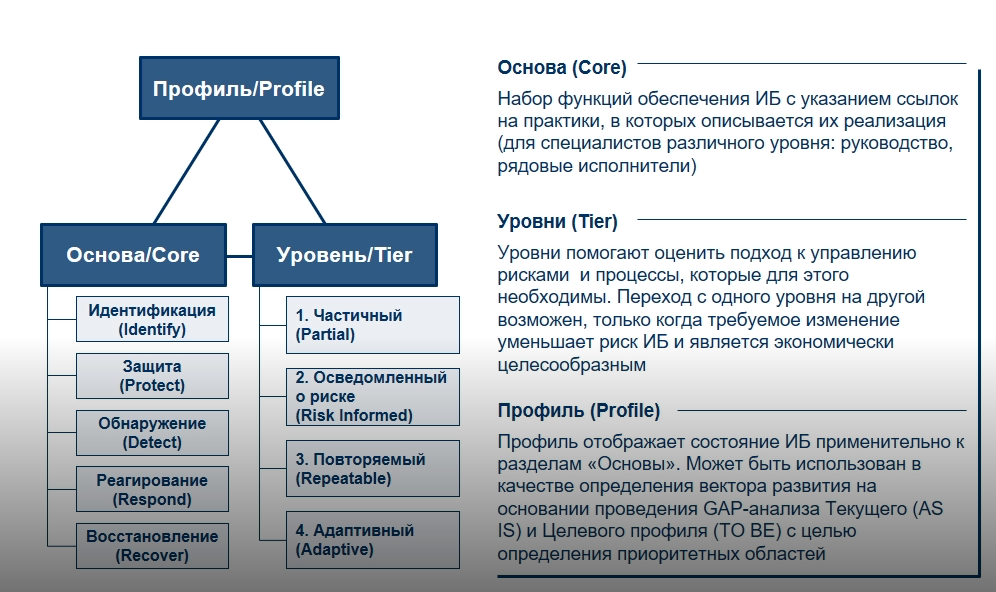 Профиль/Profile
Основа/Core
Уровень/Tier
Идентификация
(Identify)
Защита
(Protect)
Обнаружение
(Detect)
Реагирование
(Respond)
Восстановление
(Recover)
1. Частичный
(Partial)
2. Осведомленный
о риске
(Risk Informed)
3. Повторяемый
(Repeatable)
4. Адаптивный
(Adaptive)
Основа (Core)
Набор функций обеспечения ИБ с указанием ссылок
на практики, в которых описывается их реализация
(для специалистов различного уровня: руководство,
рядовые исполнители)
Уровни (Tier)
Уровни помогают оценить подход к управлению
рисками  и процессы, которые для этого
необходимы. Переход с одного уровня на другой
возможен, только когда требуемое изменение
уменьшает риск ИБ и является экономически
целесообразным
Профиль (Profile)
Профиль отображает состояние ИБ применительно к
разделам «Основы». Может быть использован в
качестве определения вектора развития на
основании проведения GAP-анализа Текущего (AS
IS) и Целевого профиля (TO BE) с целью
определения приоритетных областей